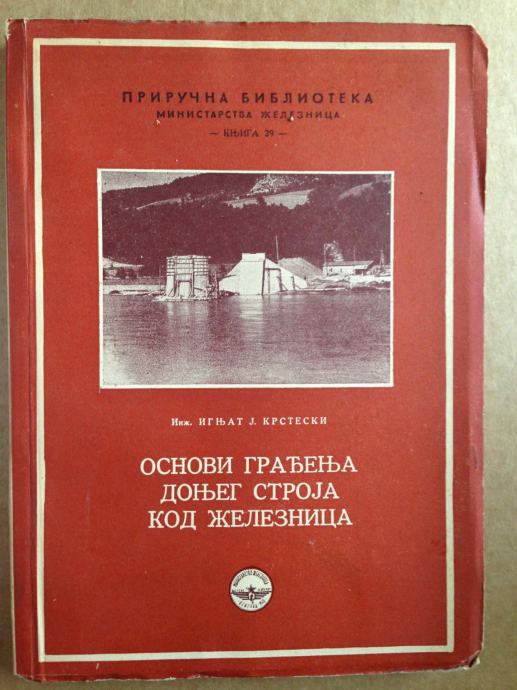 ПРИРУЧНА БИБЛИОТЕКА
МИНИСТАРСТВА ЖЕЛЕЗНИЦА
— КЊИГА 29 —
Инж. ИГЊАТ Ј. КРСТЕСКИ
ОСНОВИ ГРАЂЕЊА
ДОЊЕГ СТРОЈА
КОД ЖЕЛЕЗНИЦА